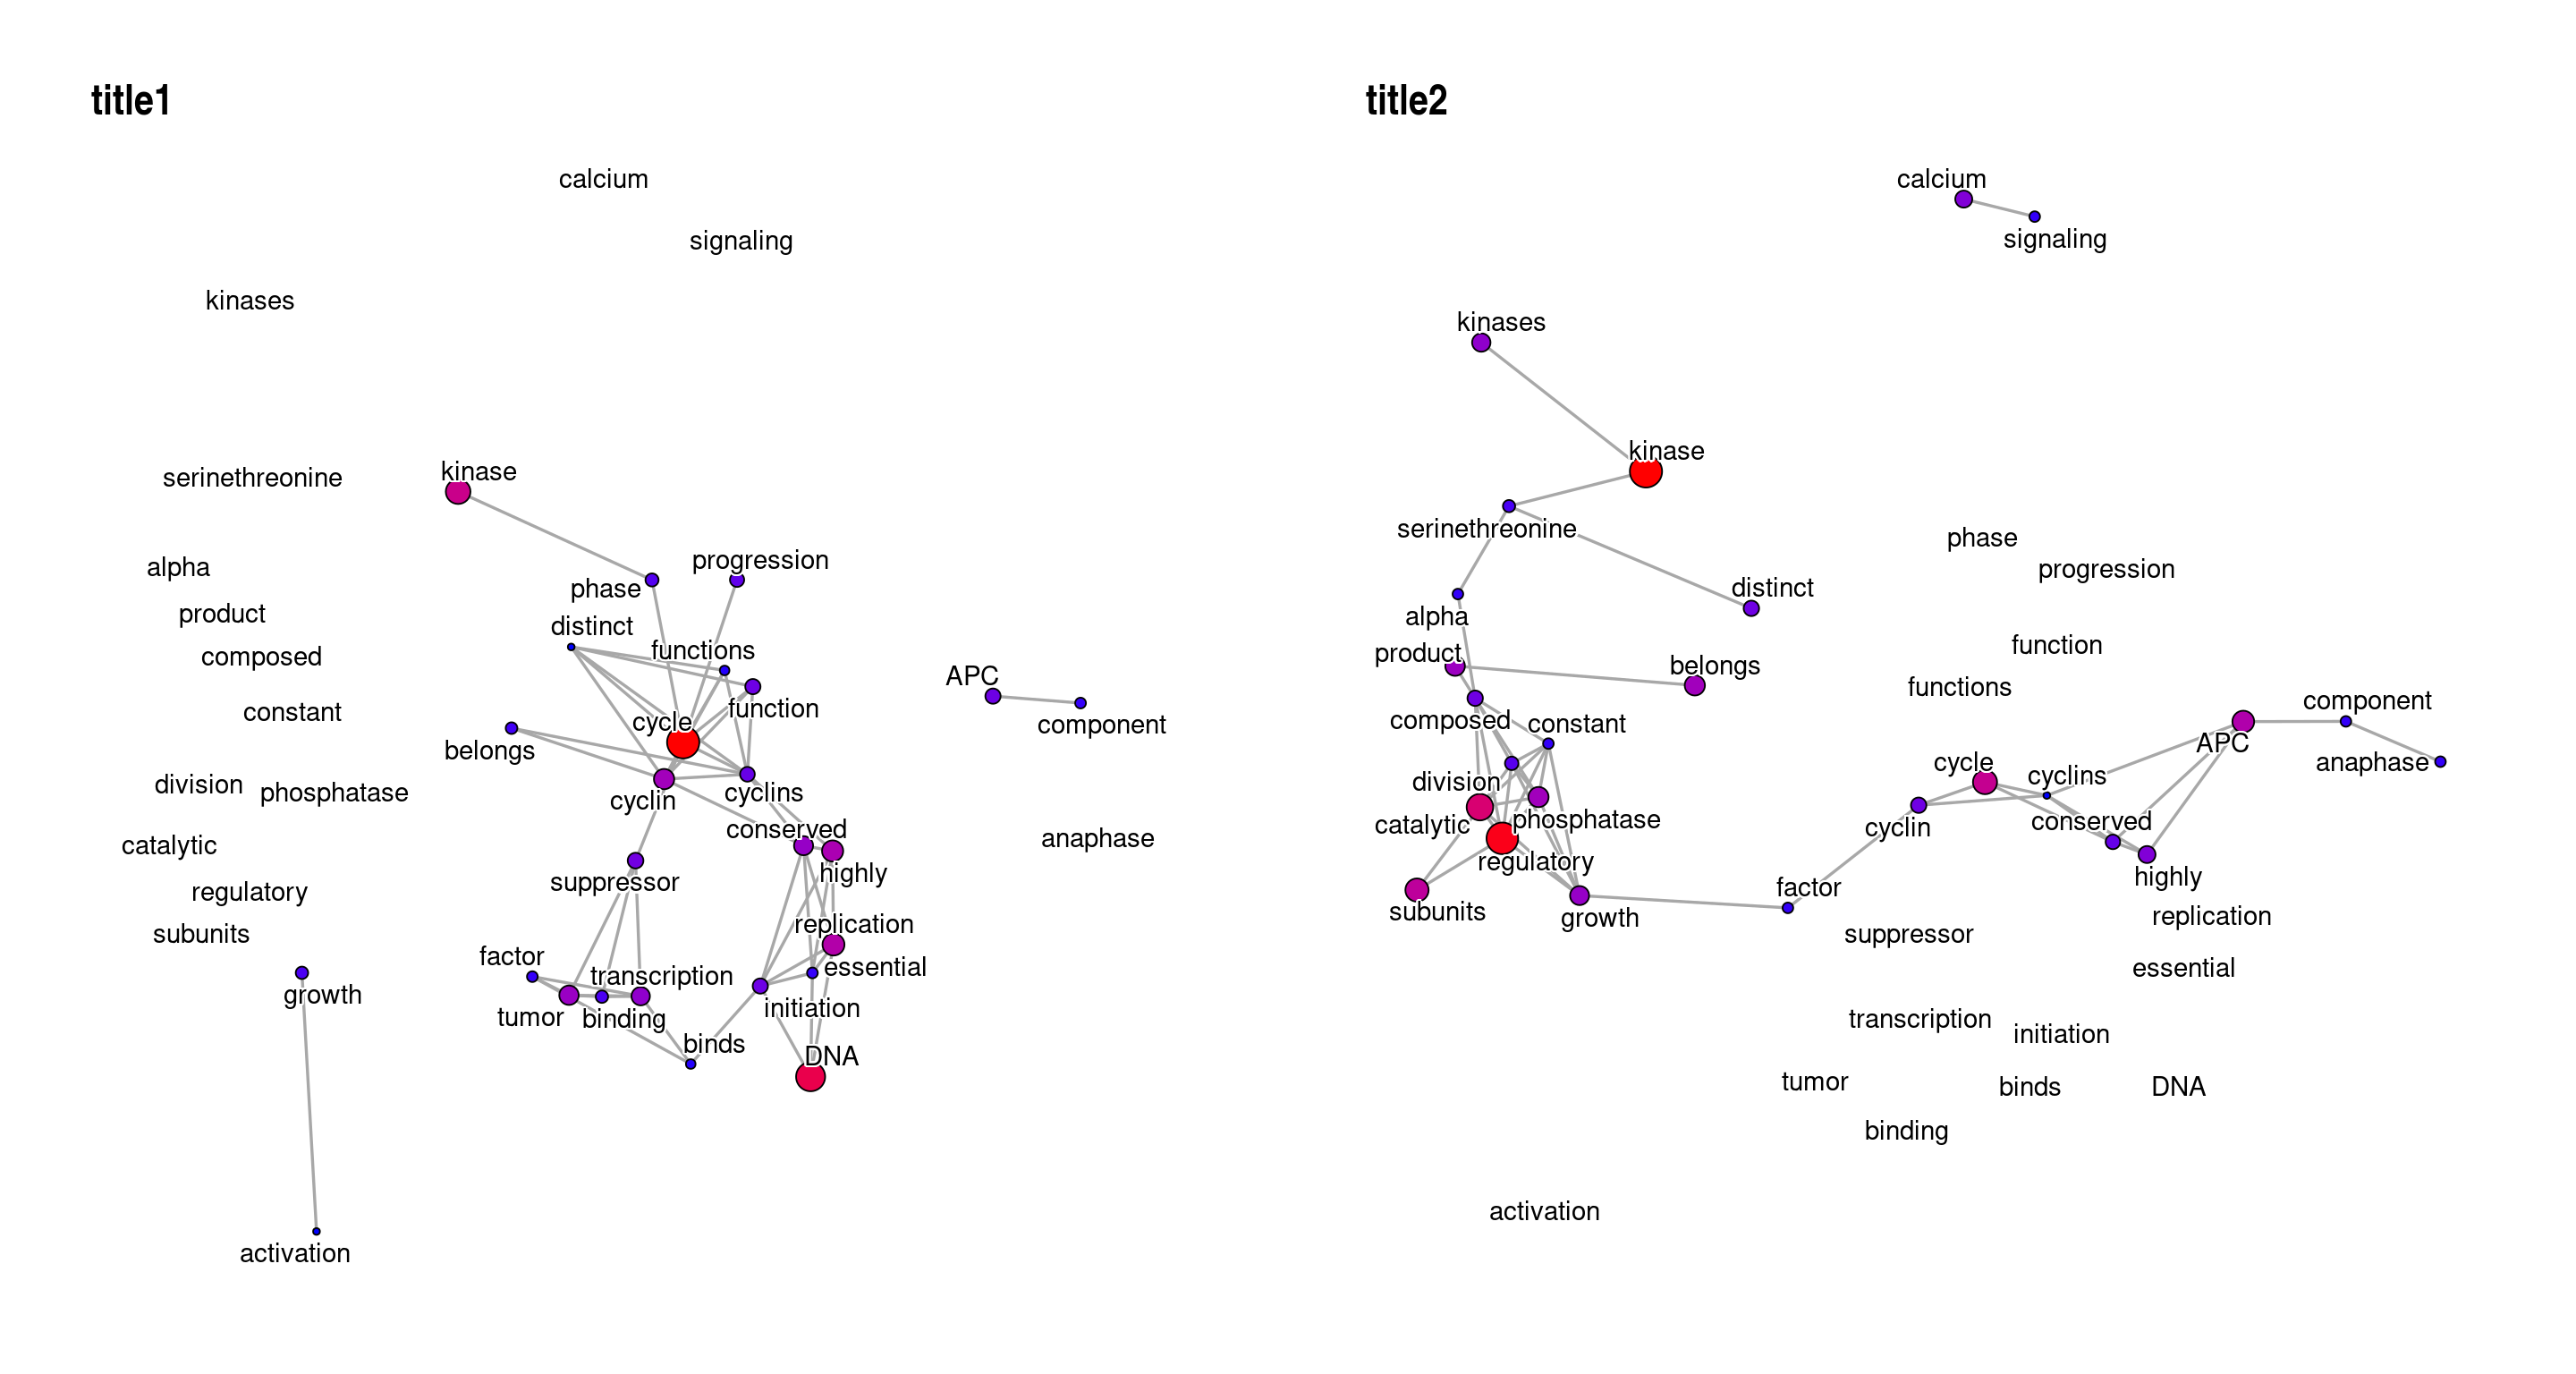 title1
calcium
signaling
kinases
kinase
serinethreonine
progression
alpha
phase
product
distinct
functions
composed
APC
function
constant
cycle
component
belongs
division
phosphatase
cyclin
cyclins
conserved
anaphase
catalytic
highly
suppressor
regulatory
replication
subunits
factor
essential
transcription
growth
initiation
tumor
binding
binds
DNA
activation
title2
calcium
signaling
kinases
kinase
serinethreonine
phase
progression
distinct
alpha
function
product
belongs
functions
component
composed
constant
APC
cycle
anaphase
cyclins
division
phosphatase
conserved
catalytic
cyclin
regulatory
highly
factor
subunits
growth
replication
suppressor
essential
transcription
initiation
tumor
binds
DNA
binding
activation